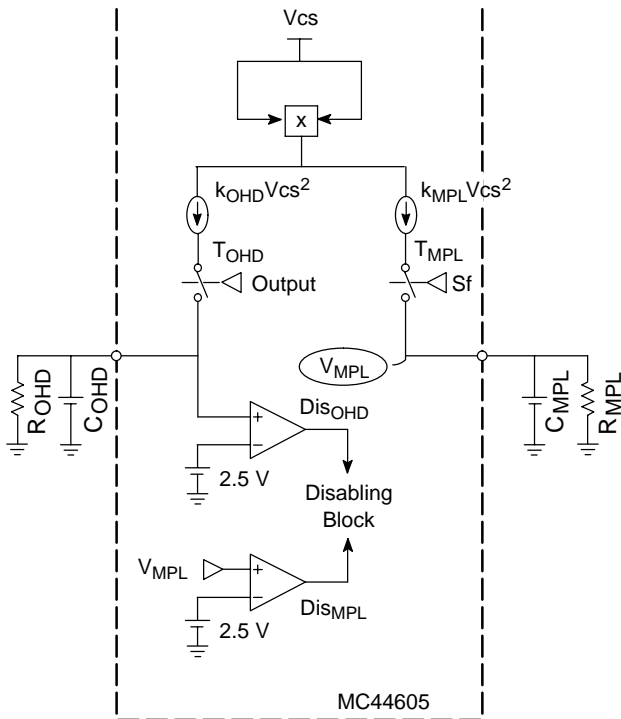 Vcs
x
kOHDVcs²
kMPLVcs²
TOHD
TMPL
Output
Sf
VMPL
ROHD
COHD
CMPL
RMPL
DisOHD
+
−
2.5 V
Disabling
Block
VMPL
+
−
DisMPL
2.5 V
MC44605